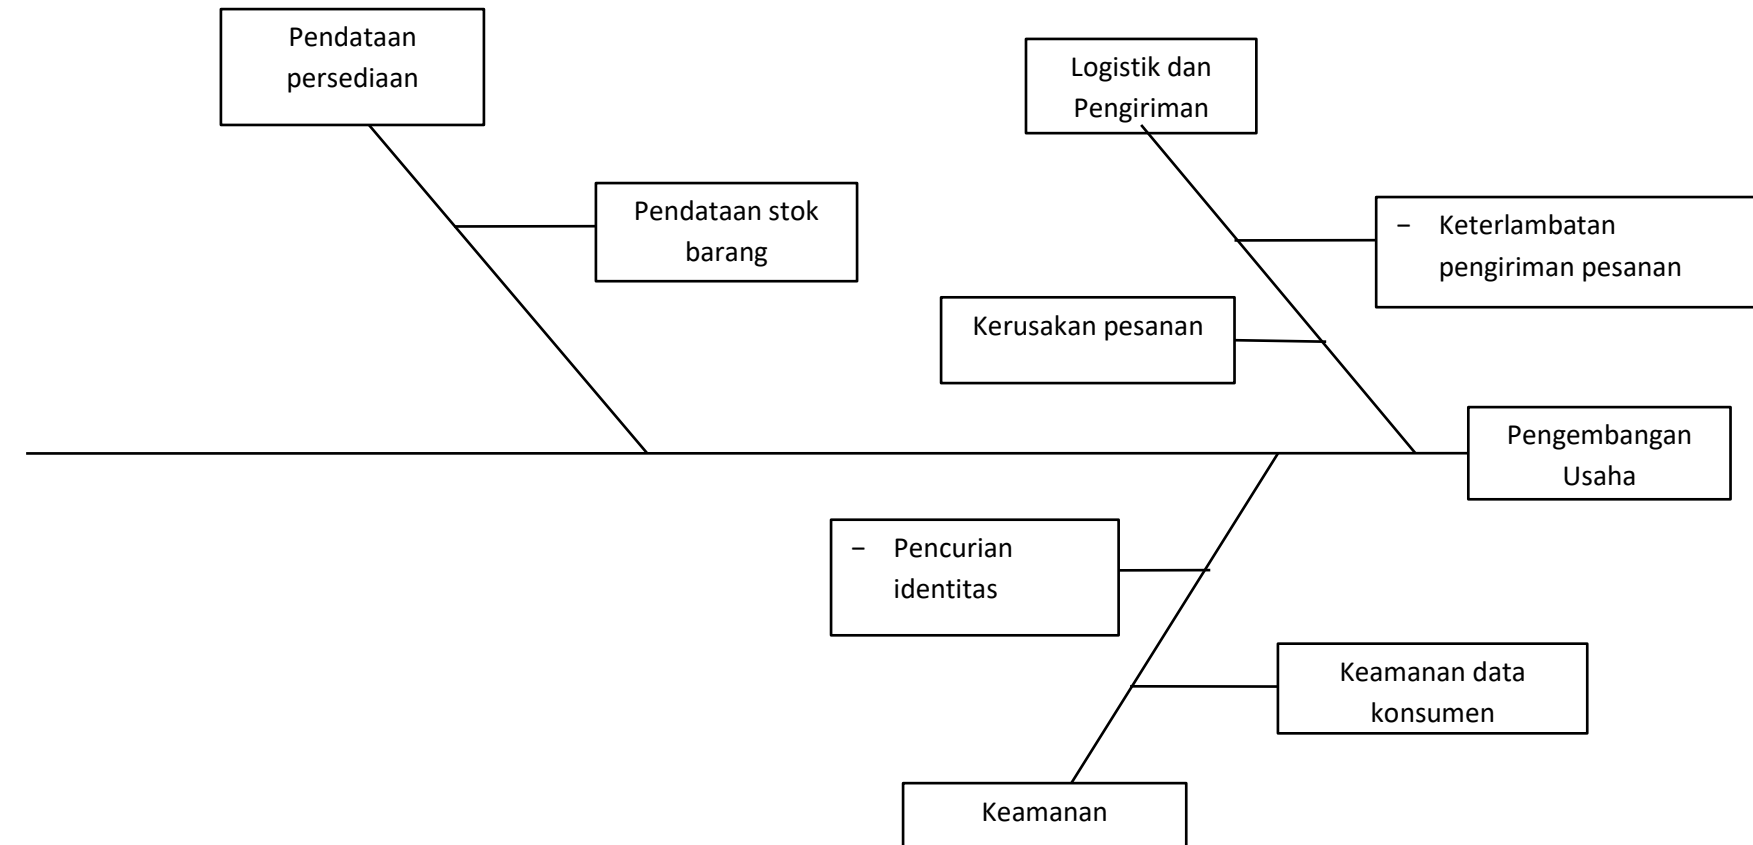 Pendataan
persediaan
Logistik dan
Pengiriman
Pendataan stok
barang
− Keterlambatan
pengiriman pesanan
Kerusakan pesanan
Pengembangan
Usaha
− Pencurian
identitas
Keamanan data
konsumen
Keamanan